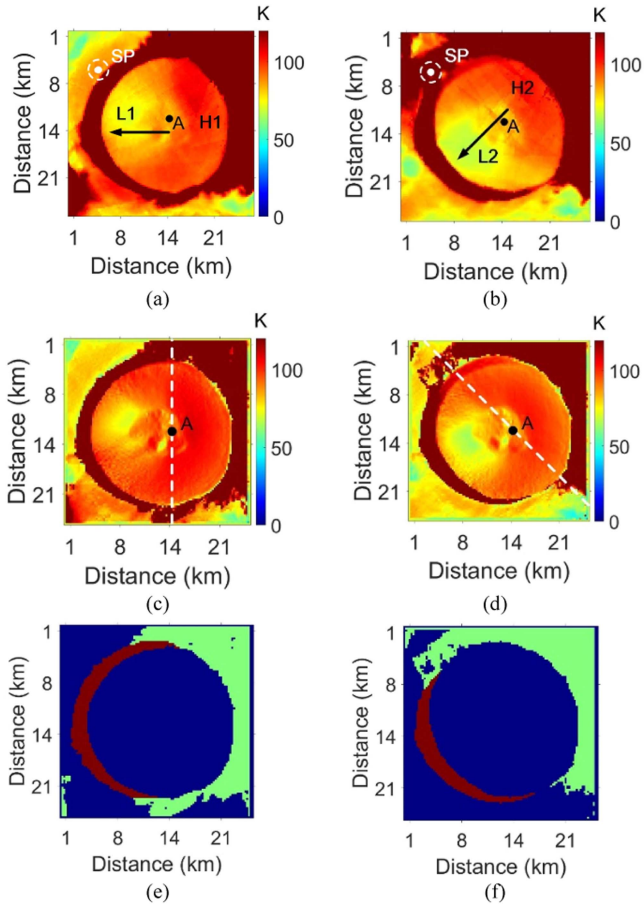 K
K
1
8
14
21
Distance (km)
SP
L1
A
H1
100
50
0
1 8 14 21
Distance (km)
(a)
1
8
14
21
Distance (km)
SP
H2
A
L2
100
50
0
1 8 14 21
Distance (km)
(b)
K
K
1
8
14
21
Distance (km)
A
100
50
0
1 8 14 21
Distance (km)
(c)
1
8
14
21
Distance (km)
A
100
50
0
1 8 14 21
Distance (km)
(d)
1
8
14
21
Distance (km)
1 8 14 21
Distance (km)
(e)
1
8
14
21
Distance (km)
1 8 14 21
Distance (km)
(f)